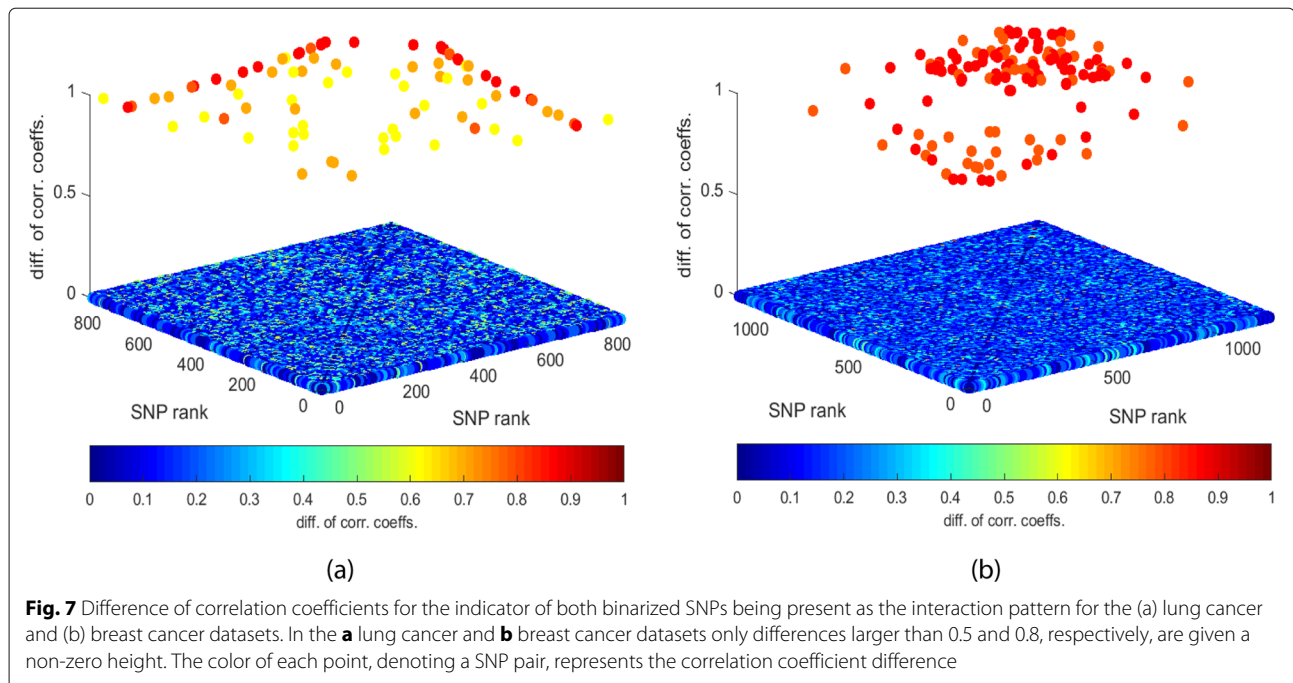 1
0.5
0
diff. of corr. coeffs.
800
600
400
200
0
SNP rank
0
200
400
600
800
SNP rank
0 0.1 0.2 0.3 0.4 0.5 0.6 0.7 0.8 0.9 1
diff. of corr. coeffs.
(a)
1
0.5
0
diff. of corr. coeffs.
1000
500
0
SNP rank
0
500
1000
SNP rank
0 0.1 0.2 0.3 0.4 0.5 0.6 0.7 0.8 0.9 1
diff. of corr. coeffs.
(b)
Fig. 7 Difference of correlation coefficients for the indicator of both binarized SNPs being present as the interaction pattern for the (a) lung cancer
and (b) breast cancer datasets. In the a lung cancer and b breast cancer datasets only differences larger than 0.5 and 0.8, respectively, are given a
non-zero height. The color of each point, denoting a SNP pair, represents the correlation coefficient difference